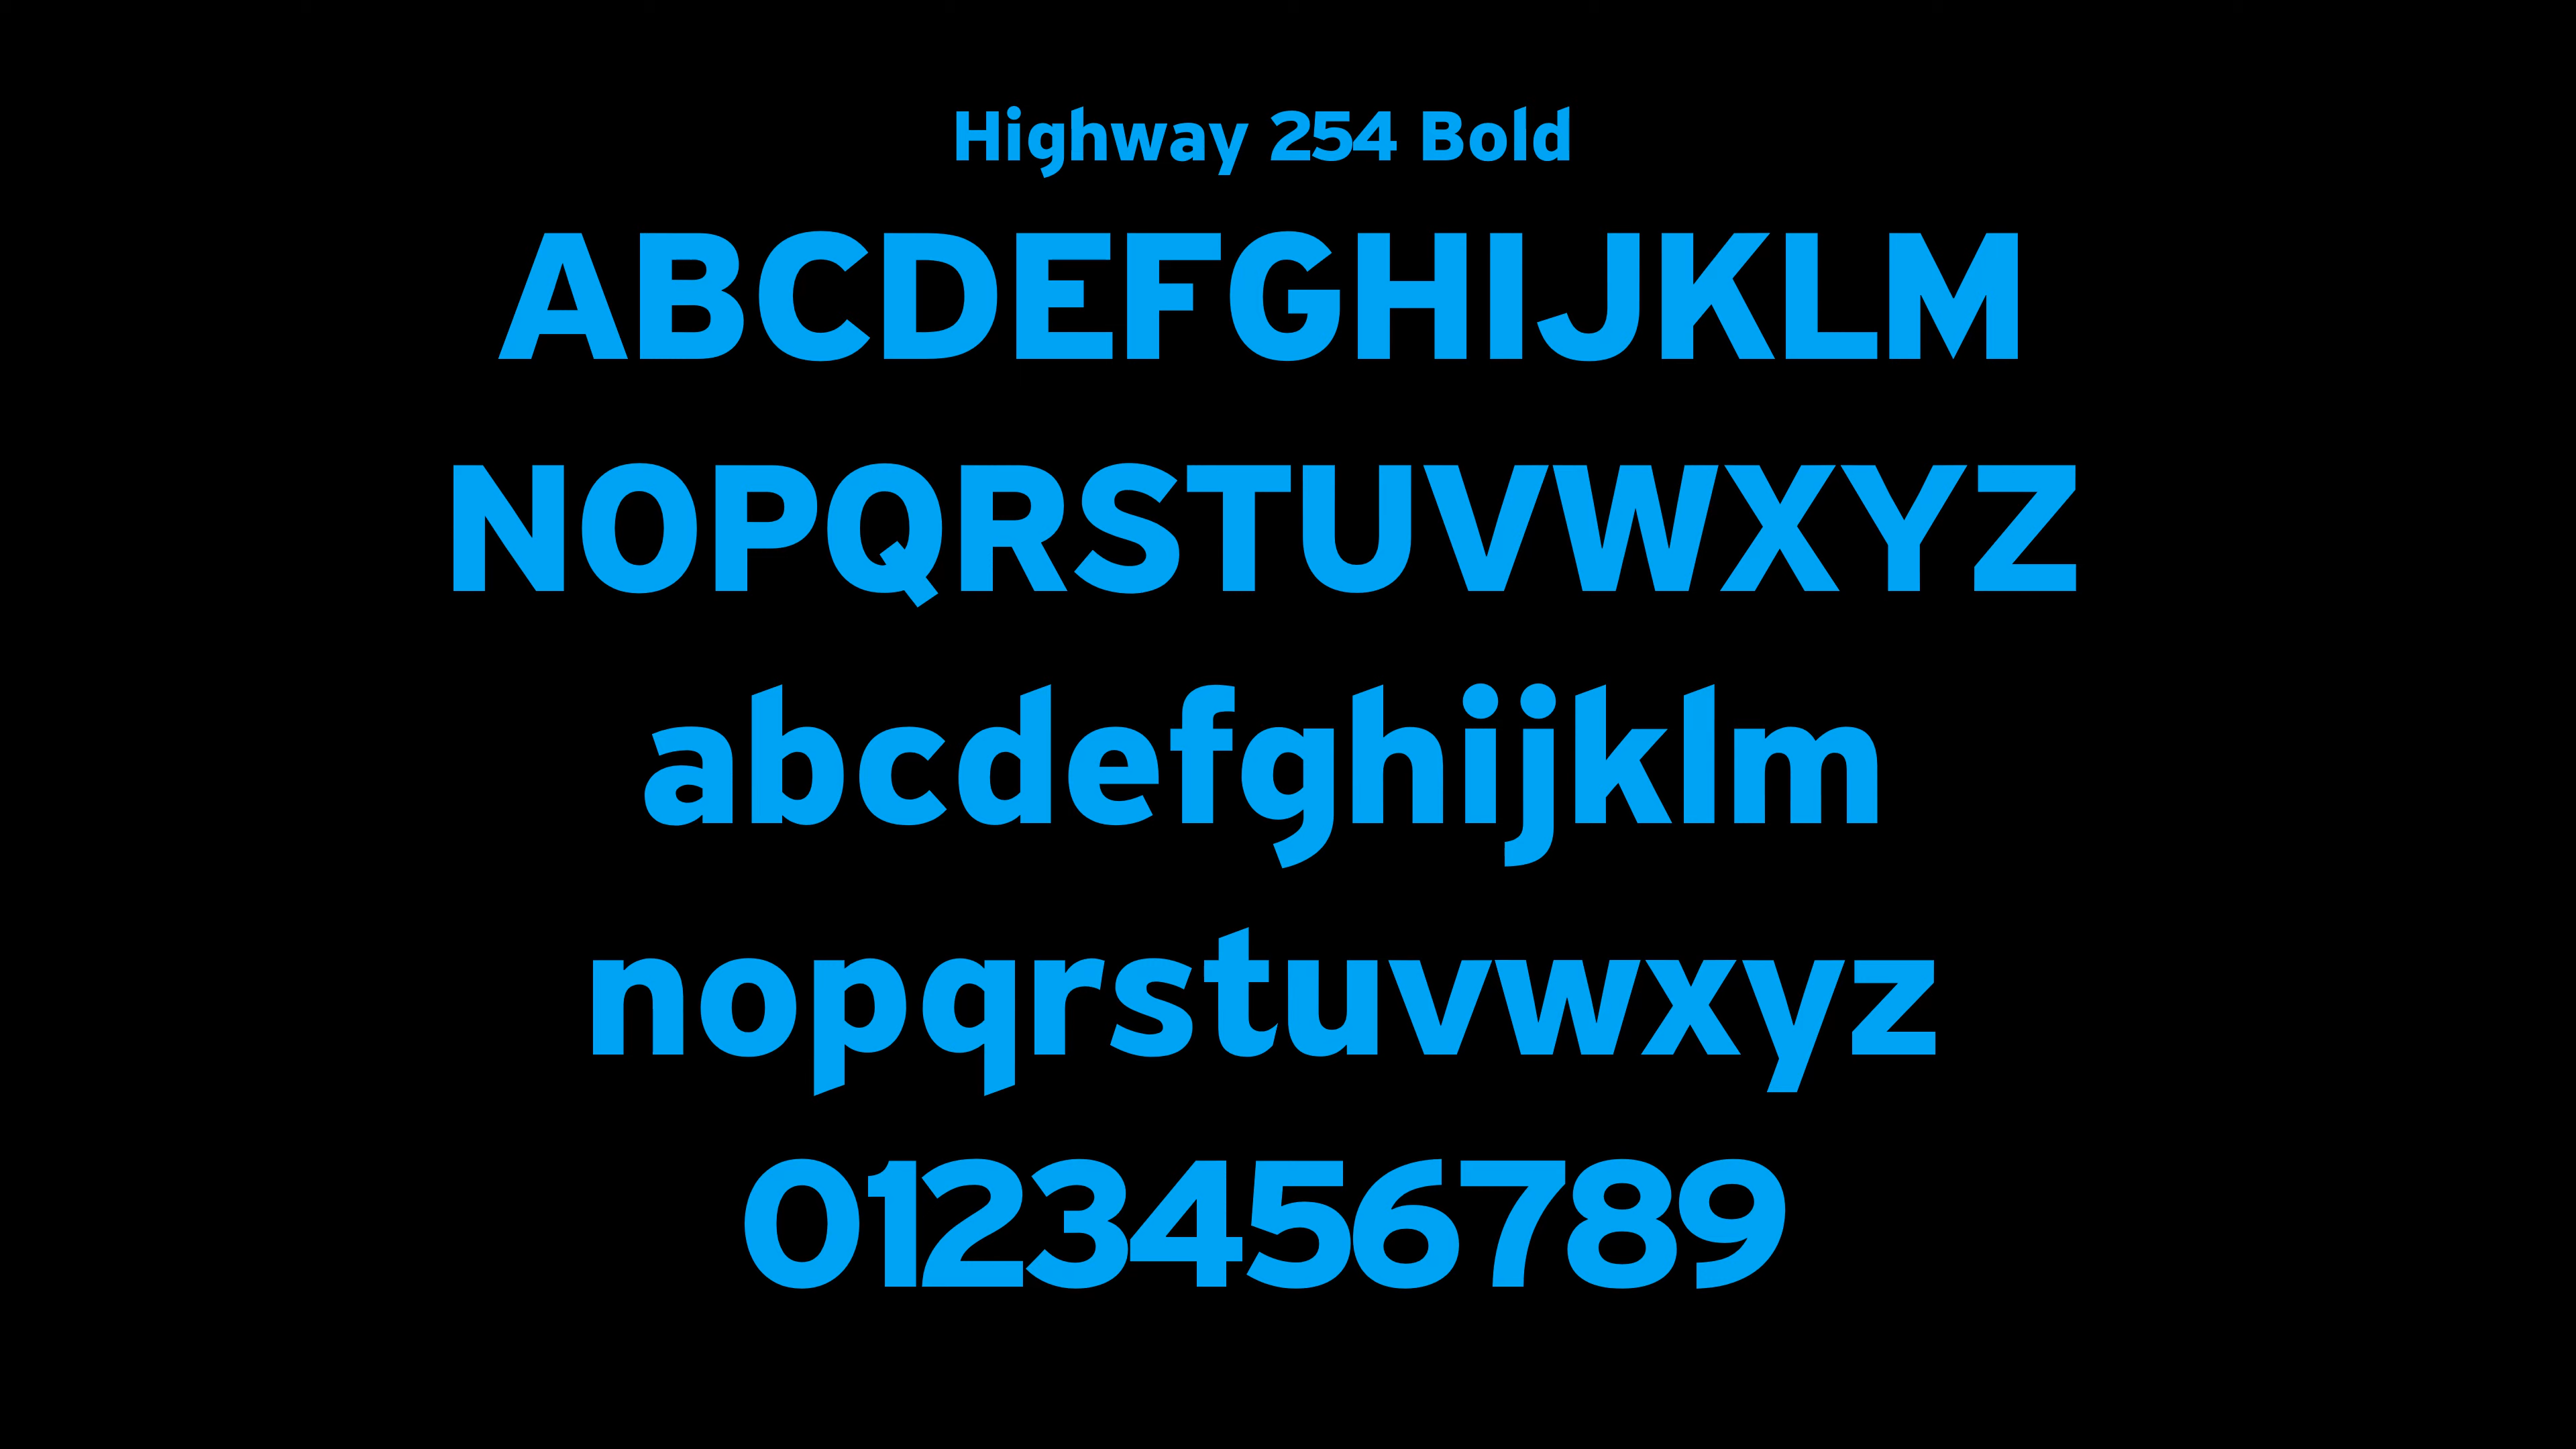 Highway 254 Bold
ABCDEFGHIJKLM
NOPQRSTUVWXYZ
abcdefghijklm
nopqrstuvwxyz
0123456789